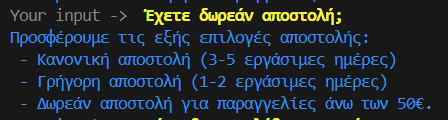 Your input -> Έχετε δωρεάν αποστολή;
Προσφέρουμε τις εξής επιλογές αποστολής:
- Κανονική αποστολή (3-5 εργάσιμες ημέρες)
- Γρήγορη αποστολή (1-2 εργάσιμες ημέρες)
- Δωρεάν αποστολή για παραγγελίες άνω των 50€.